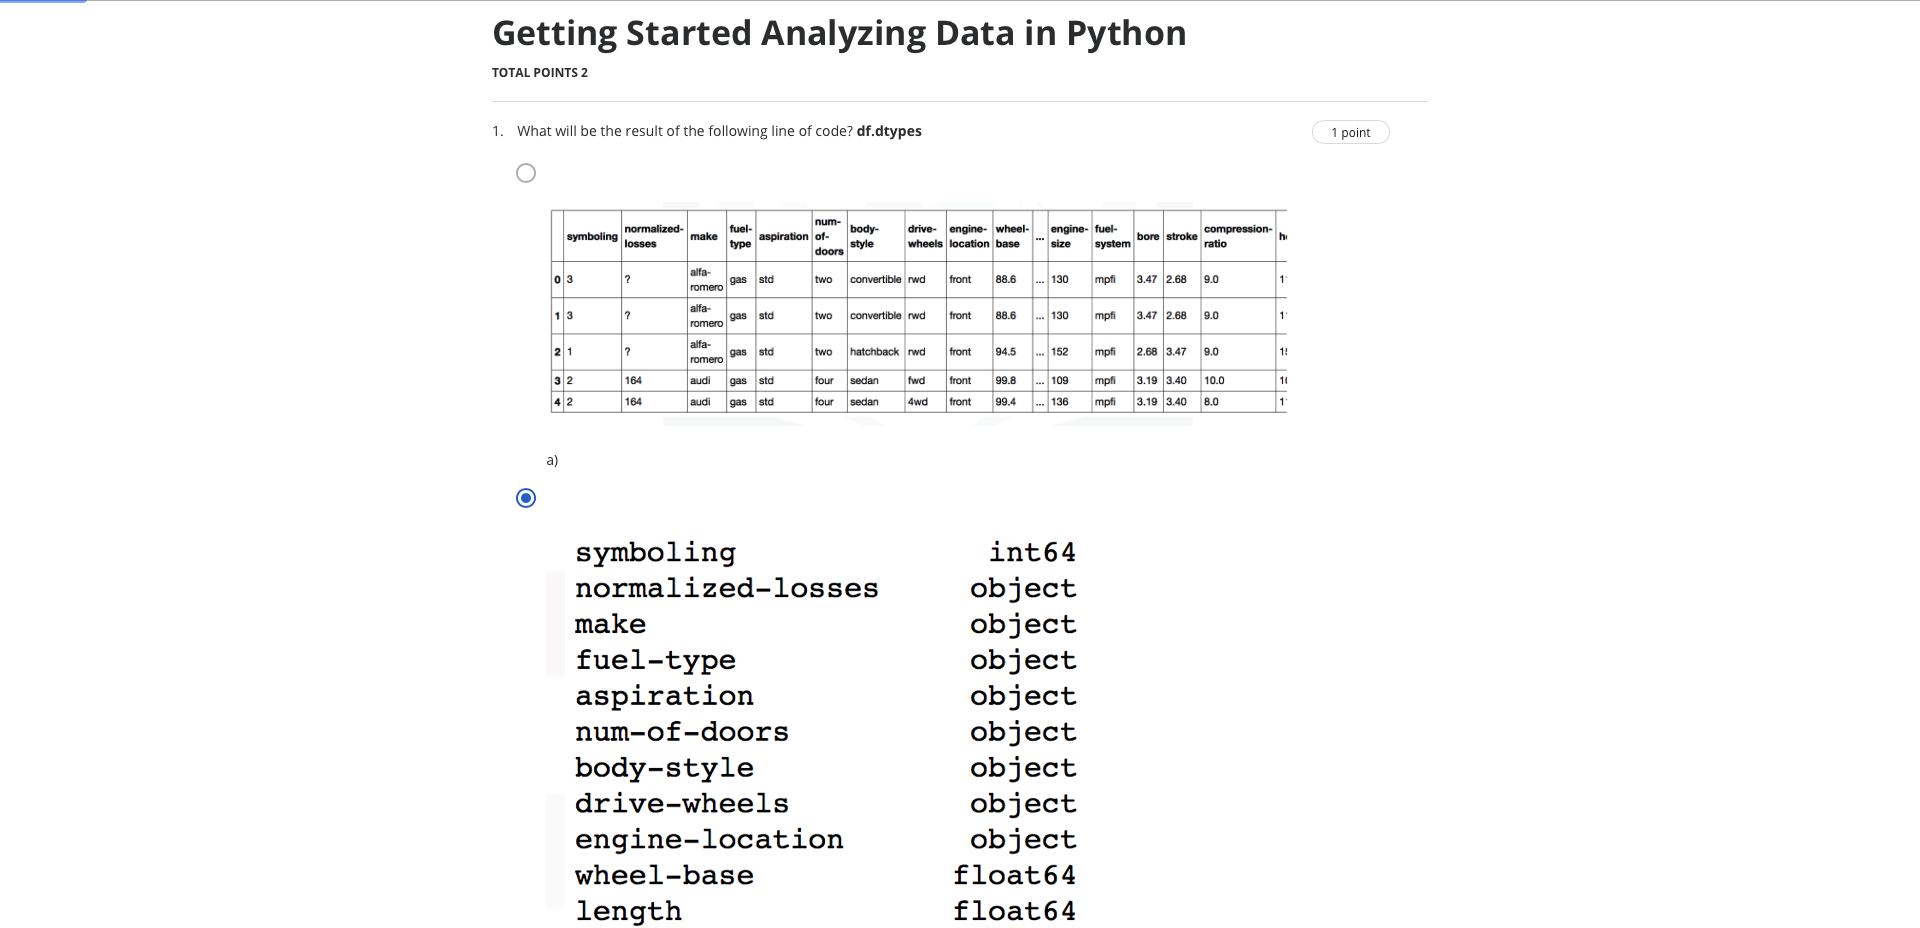 Getting Started Analyzing Data in Python
TOTAL POINTS 2
1. What will be the result of the following line of code? df.dtypes
1 point
symboling normalized-losses make fuel-type aspiration num-of-doors body-style drive-wheels engine-location wheel-base ... engine-size fuel-system bore stroke compression-ratio
0 3 ? alfa-romero gas std two convertible rwd front 88.6 ... 130 mpfi 3.47 2.68 9.0
1 3 ? alfa-romero gas std two convertible rwd front 88.6 ... 130 mpfi 3.47 2.68 9.0
2 1 ? alfa-romero gas std two hatchback rwd front 94.5 ... 152 mpfi 2.68 3.47 9.0
3 2 164 audi gas std four sedan fwd front 99.8 ... 109 mpfi 3.19 3.40 10.0
4 2 164 audi gas std four sedan 4wd front 99.4 ... 136 mpfi 3.19 3.40 8.0
a)
symboling int64
normalized-losses object
make object
fuel-type object
aspiration object
num-of-doors object
body-style object
drive-wheels object
engine-location object
wheel-base float64
length float64